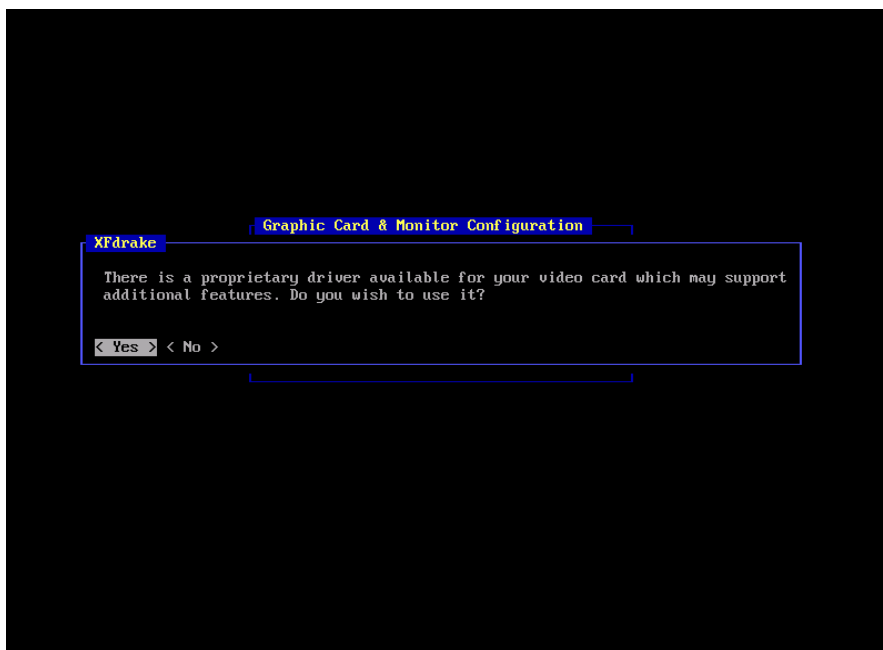 Graphic Card & Monitor Configuration
XFdrake
There is a proprietary driver available for your video card which may support
additional features. Do you wish to use it?
< Yes > < No >